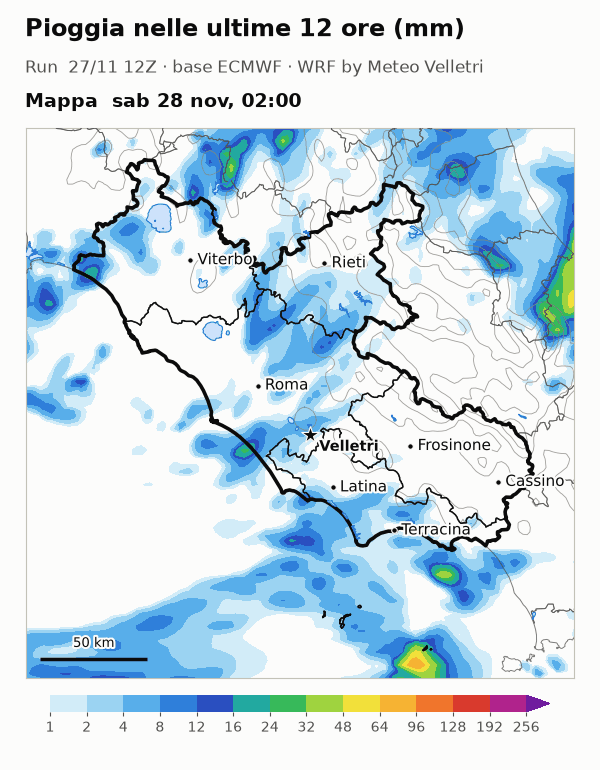 Pioggia nelle ultime 12 ore (mm)
Run 27/11 12Z · base ECMWF · WRF by Meteo Velletri
Mappa sab 28 nov, 02:00
Viterbo
Rieti
Roma
Velletri
Frosinone
Cassino
Latina
Terracina
50 km
1 2 4 8 12 16 24 32 48 64 96 128 192 256